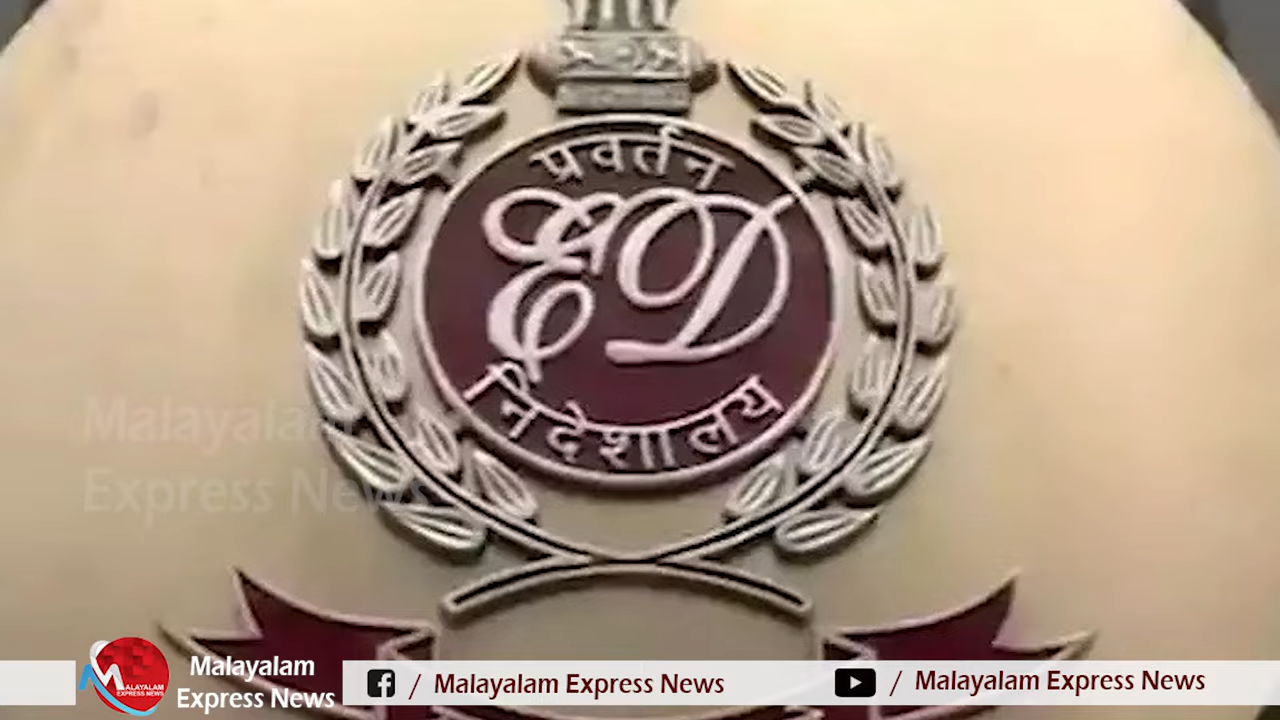 प्रवर्तन
ED
निदेशालय
Malayalam
Express News
MALAYALAM
EXPRESS NEWS
Malayalam
Express News
/ Malayalam Express News
/ Malayalam Express News